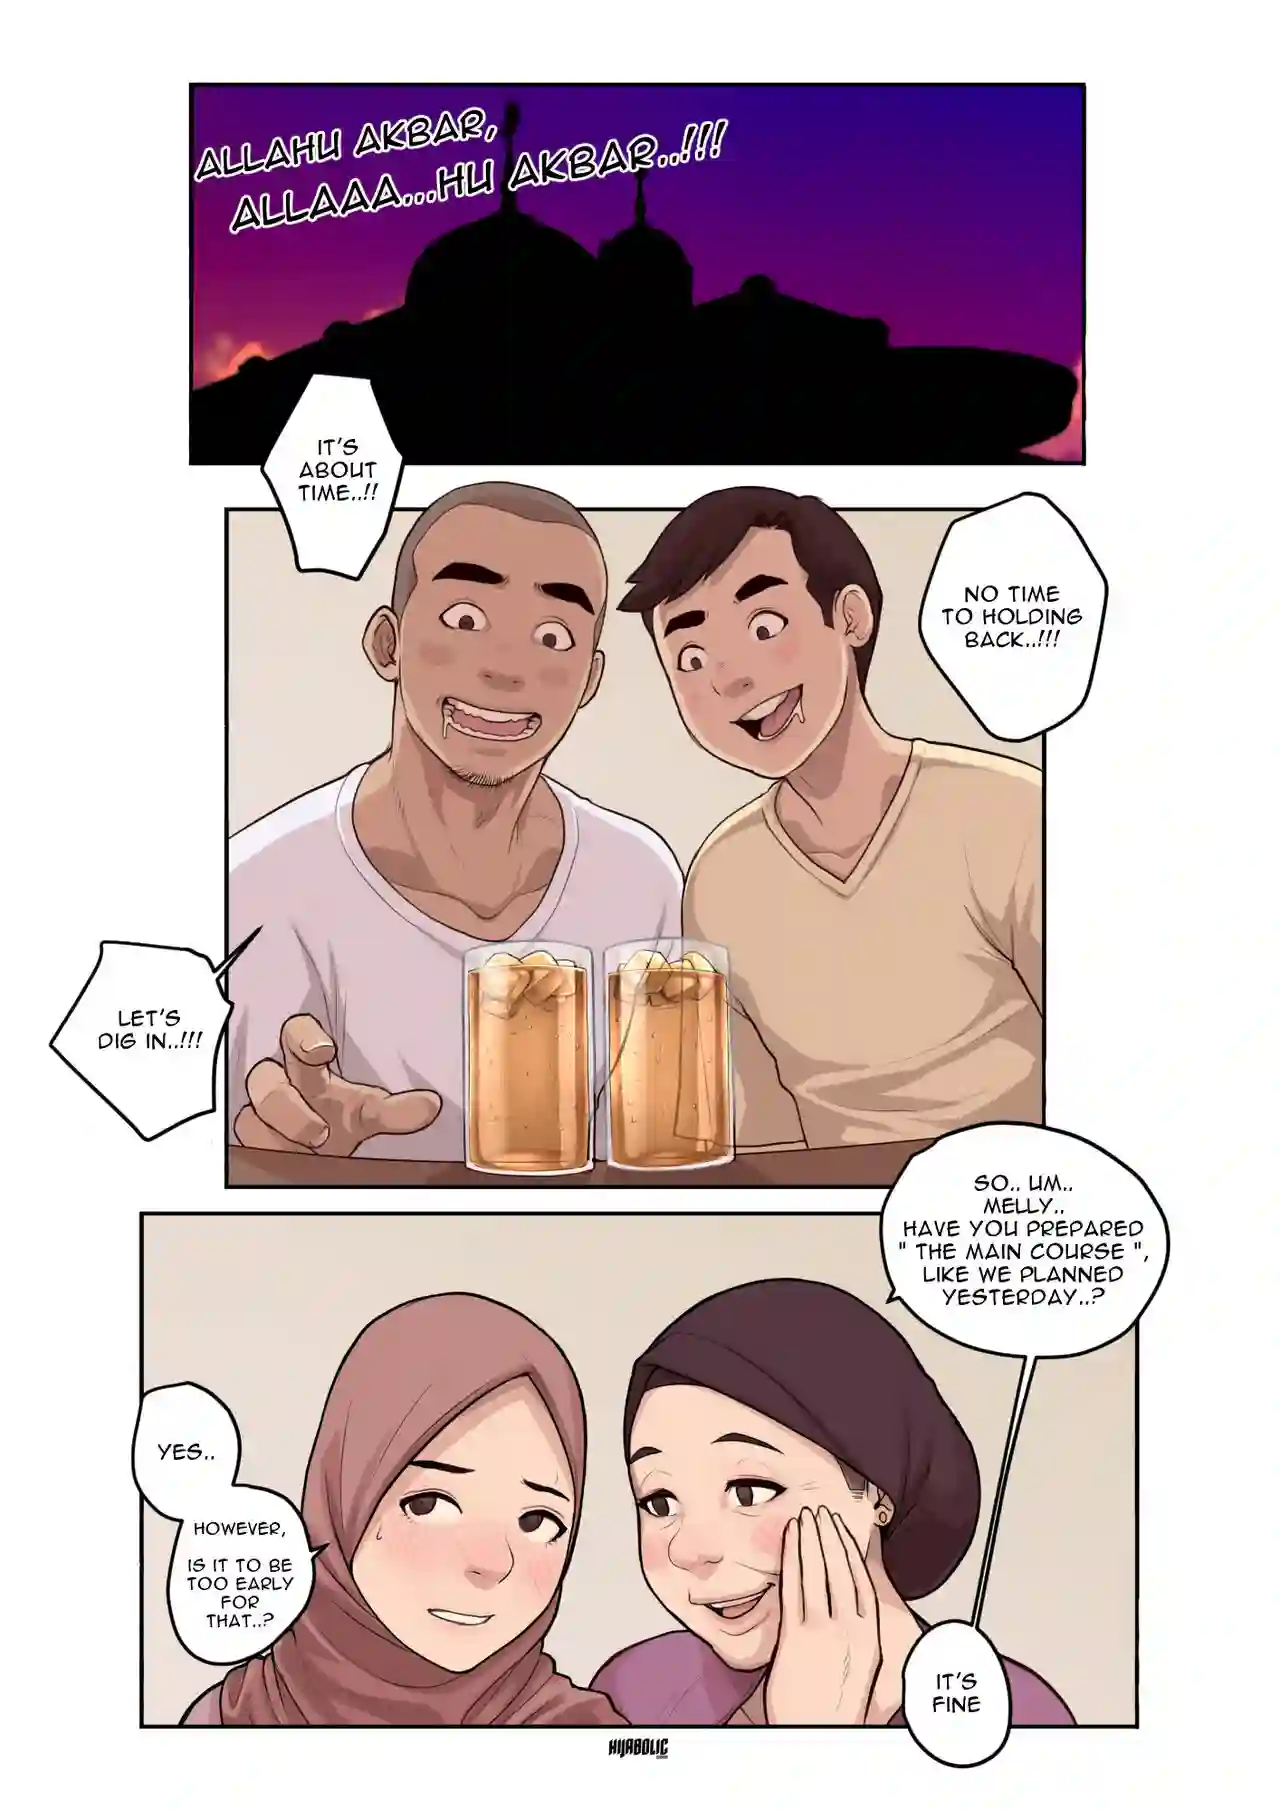 ALLAHU AKBAR,
ALLAAA...HU AKBAR..!!!
IT'S
ABOUT
TIME..!!
NO TIME
TO HOLDING
BACK..!!!
LET'S
DIG IN..!!!
SO.. UM..
MELLY..
HAVE YOU PREPARED
" THE MAIN COURSE ",
LIKE WE PLANNED
YESTERDAY..?
YES..
HOWEVER,
IS IT TO BE
TOO EARLY
FOR
THAT..?
IT'S
FINE
HIJABOLIC